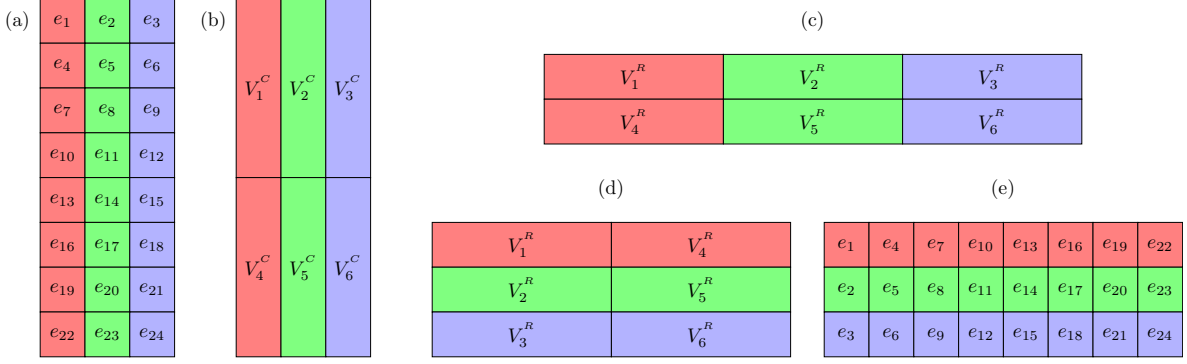 (a)
e₁ e₂ e₃
e₄ e₅ e₆
e₇ e₈ e₉
e₁₀ e₁₁ e₁₂
e₁₃ e₁₄ e₁₅
e₁₆ e₁₇ e₁₈
e₁₉ e₂₀ e₂₁
e₂₂ e₂₃ e₂₄
(b)
V₁ᶜ V₂ᶜ V₃ᶜ
V₄ᶜ V₅ᶜ V₆ᶜ
(c)
V₁ᴿ V₂ᴿ V₃ᴿ
V₄ᴿ V₅ᴿ V₆ᴿ
(d)
V₁ᴿ V₄ᴿ
V₂ᴿ V₅ᴿ
V₃ᴿ V₆ᴿ
(e)
e₁ e₄ e₇ e₁₀ e₁₃ e₁₆ e₁₉ e₂₂
e₂ e₅ e₈ e₁₁ e₁₄ e₁₇ e₂₀ e₂₃
e₃ e₆ e₉ e₁₂ e₁₅ e₁₈ e₂₁ e₂₄